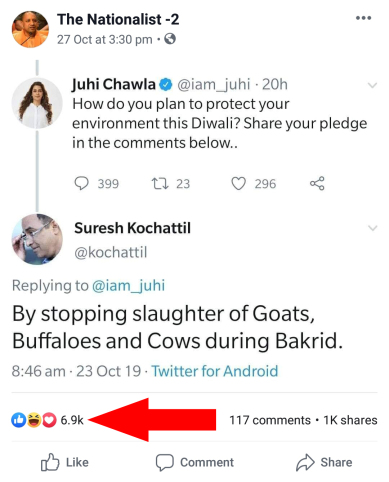 The Nationalist -2
27 Oct at 3:30 pm •
Juhi Chawla @iam_juhi · 20h
How do you plan to protect your
environment this Diwali? Share your pledge
in the comments below..
399 23 296
Suresh Kochattil
@kochattil
Replying to @iam_juhi
By stopping slaughter of Goats,
Buffaloes and Cows during Bakrid.
8:46 am · 23 Oct 19 · Twitter for Android
6.9k 117 comments • 1K shares
Like Comment Share